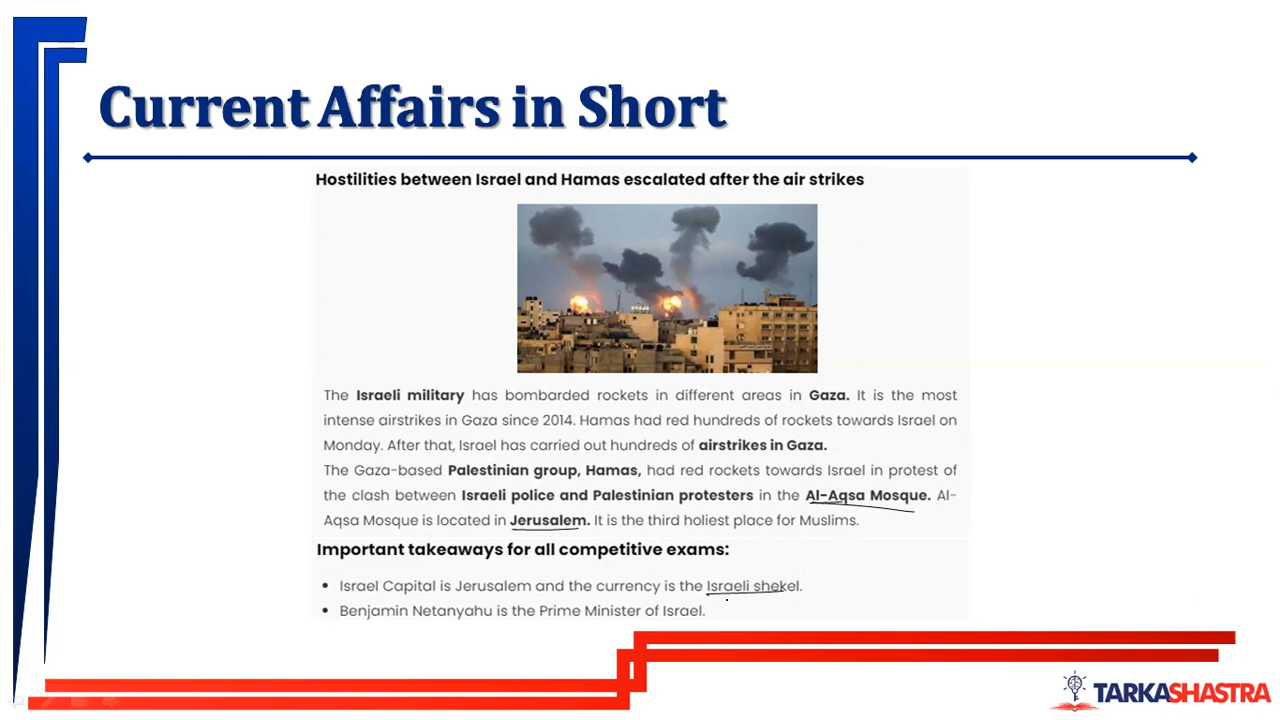 Current Affairs in Short
Hostilities between Israel and Hamas escalated after the air strikes
The Israeli military has bombarded rockets in different areas in Gaza. It is the most
intense airstrikes in Gaza since 2014. Hamas had red hundreds of rockets towards Israel on
Monday. After that, Israel has carried out hundreds of airstrikes in Gaza.
The Gaza-based Palestinian group, Hamas, had red rockets towards Israel in protest of
the clash between Israeli police and Palestinian protesters in the Al-Aqsa Mosque. Al-
Aqsa Mosque is located in Jerusalem. It is the third holiest place for Muslims.
Important takeaways for all competitive exams:
• Israel Capital is Jerusalem and the currency is the Israeli shekel.
• Benjamin Netanyahu is the Prime Minister of Israel.
TARKASHASTRA